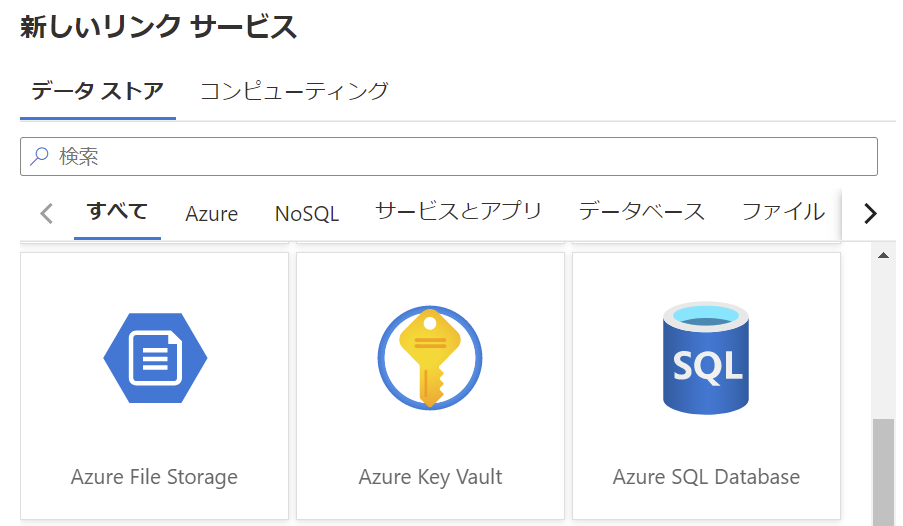 新しいリンク サービス
データ ストア コンピューティング
検索
すべて Azure NoSQL サービスとアプリ データベース ファイル
SQL
Azure File Storage Azure Key Vault Azure SQL Database